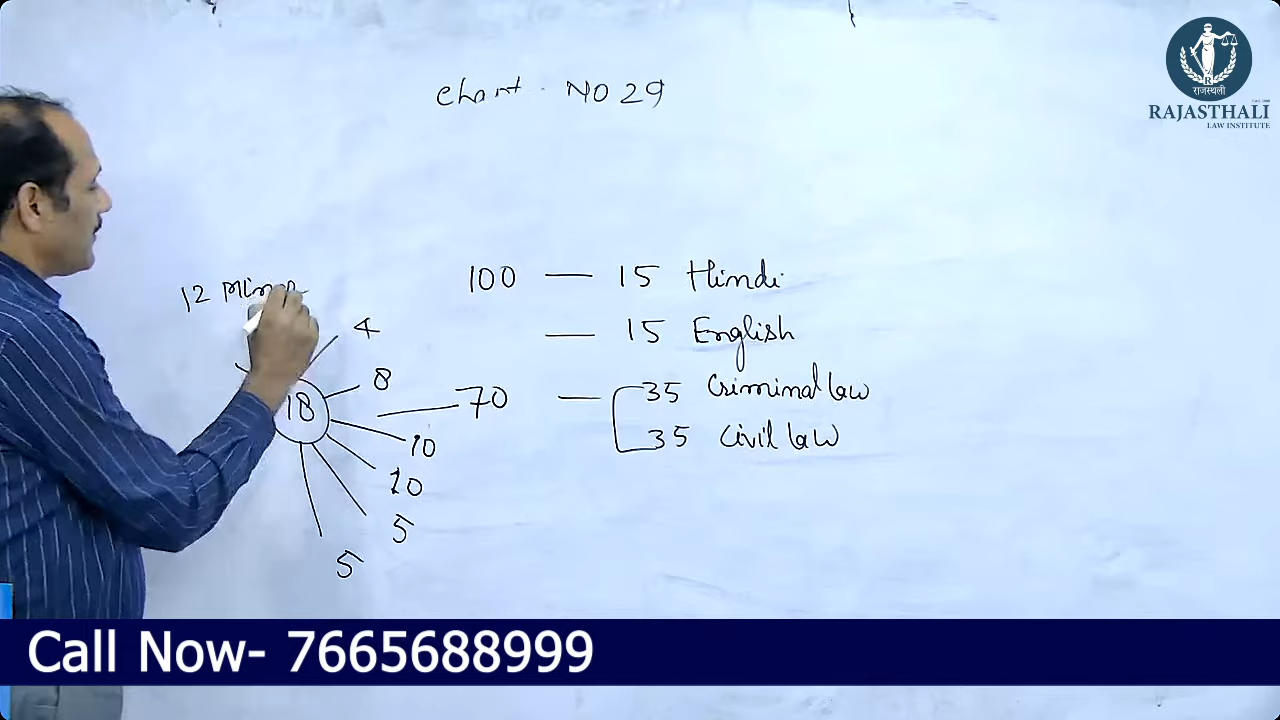 Chart. NO 29
राजस्थली
RAJASTHALI
LAW INSTITUTE
100 — 15 Hindi
12
— 15 English
4
8
18
70 — 35 Criminal law
35 Civil law
10
10
5
5
Call Now- 7665688999